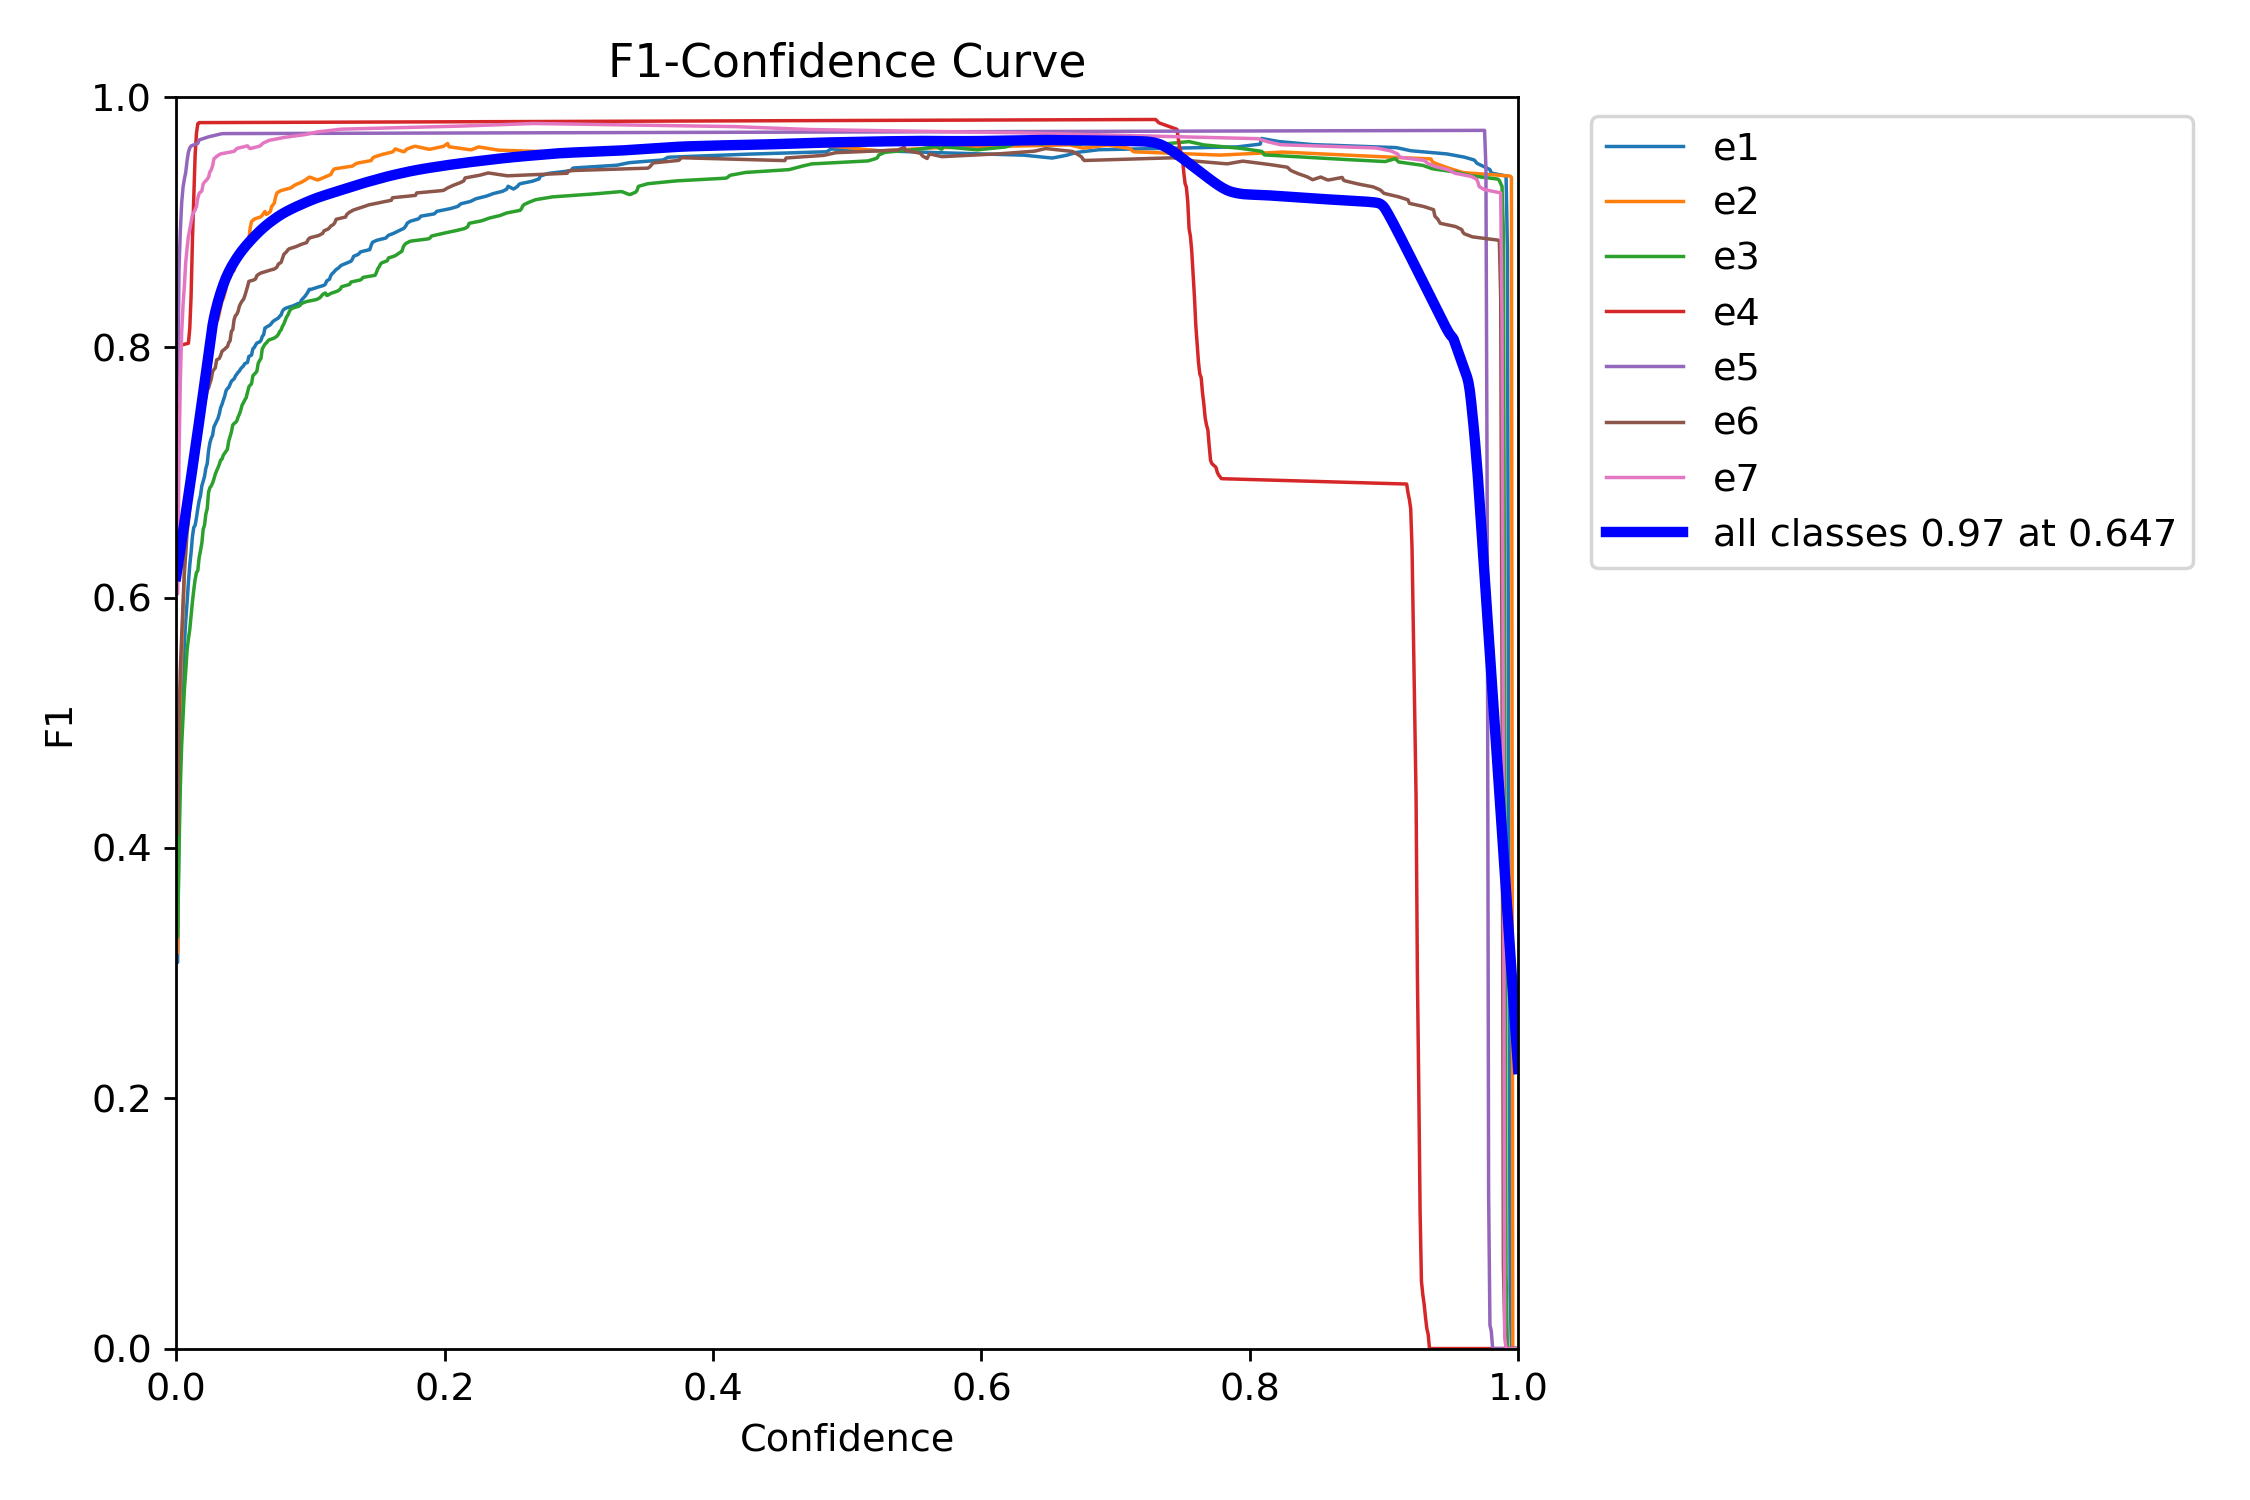 F1-Confidence Curve
1.0
0.8
0.6
0.4
0.2
0.0
F1
0.0 0.2 0.4 0.6 0.8 1.0
Confidence
e1
e2
e3
e4
e5
e6
e7
all classes 0.97 at 0.647